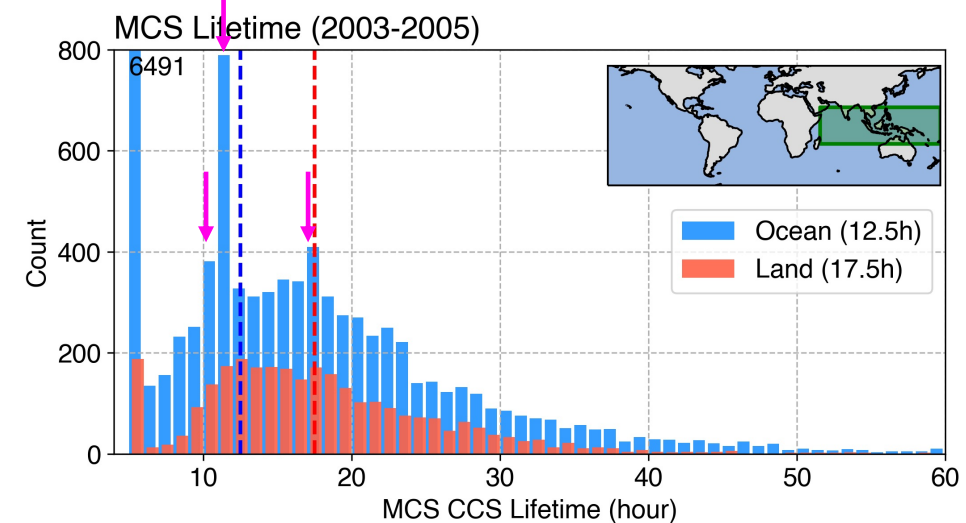 MCS Lifetime (2003-2005)
800
6491
600
400
200
0
Count
Ocean (12.5h)
Land (17.5h)
10
20
30
40
50
60
MCS CCS Lifetime (hour)